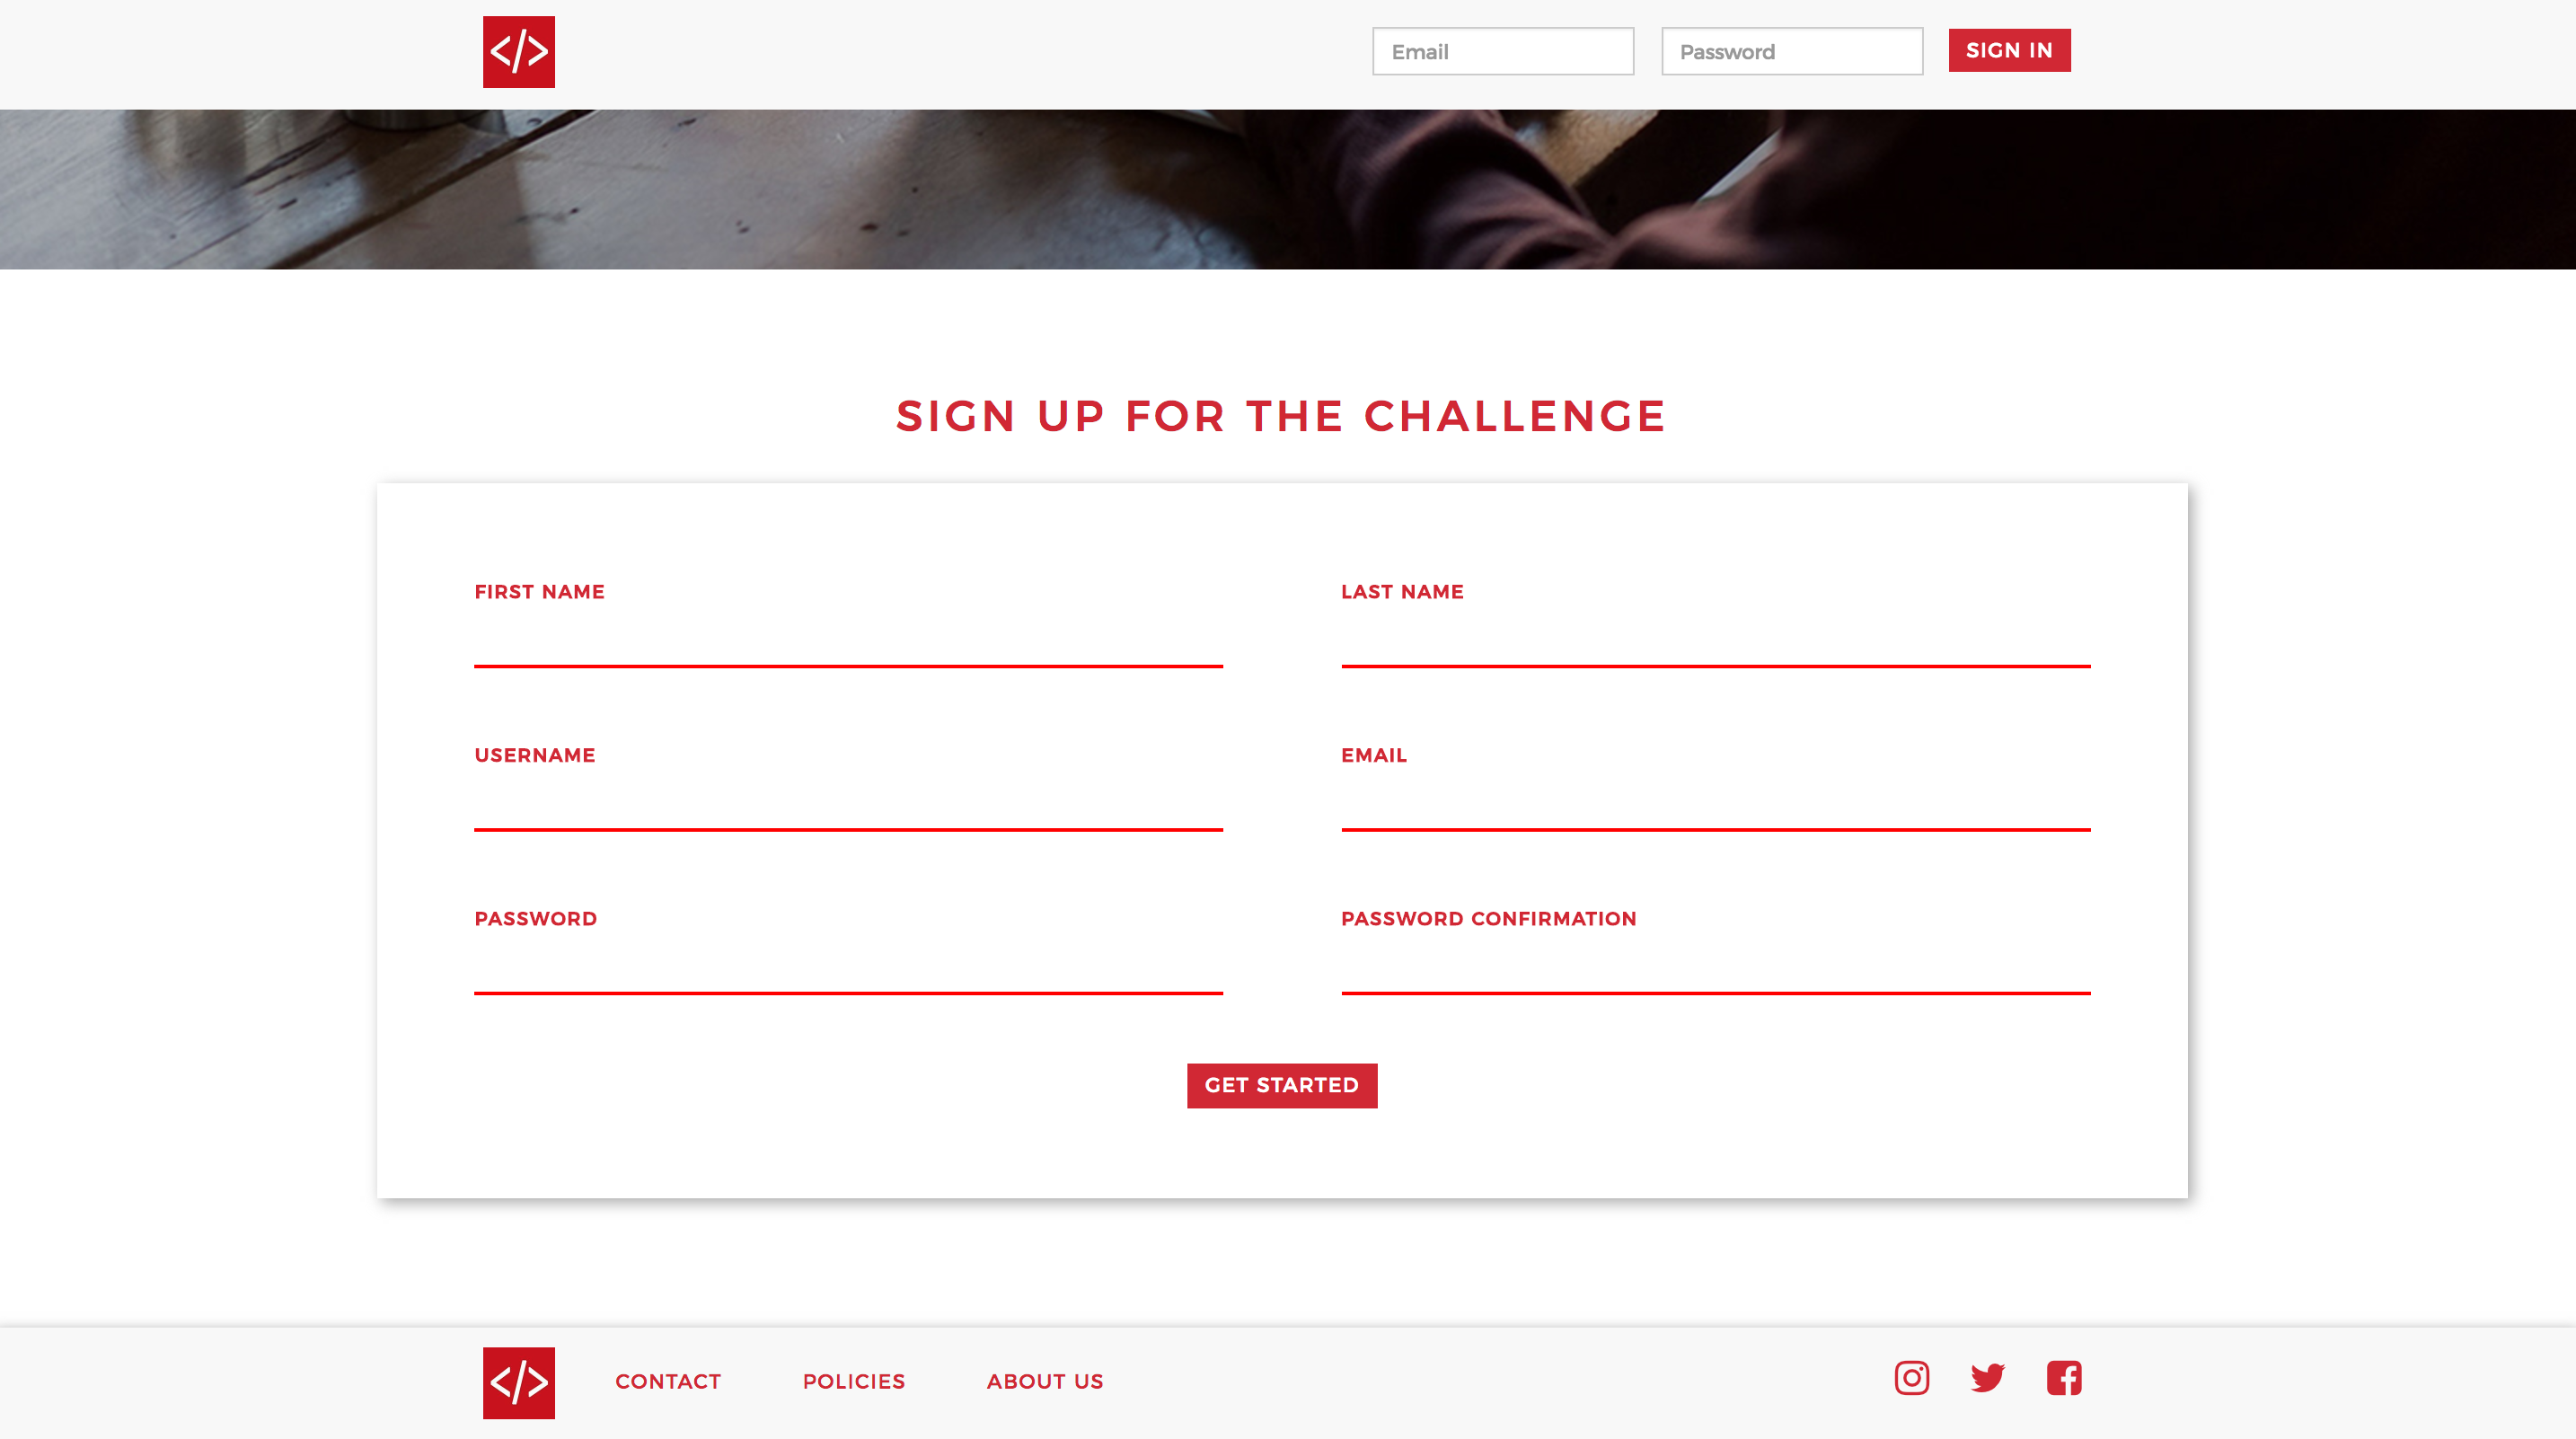 </>
Email
Password
SIGN IN
SIGN UP FOR THE CHALLENGE
FIRST NAME
LAST NAME
USERNAME
EMAIL
PASSWORD
PASSWORD CONFIRMATION
GET STARTED
</>
CONTACT
POLICIES
ABOUT US